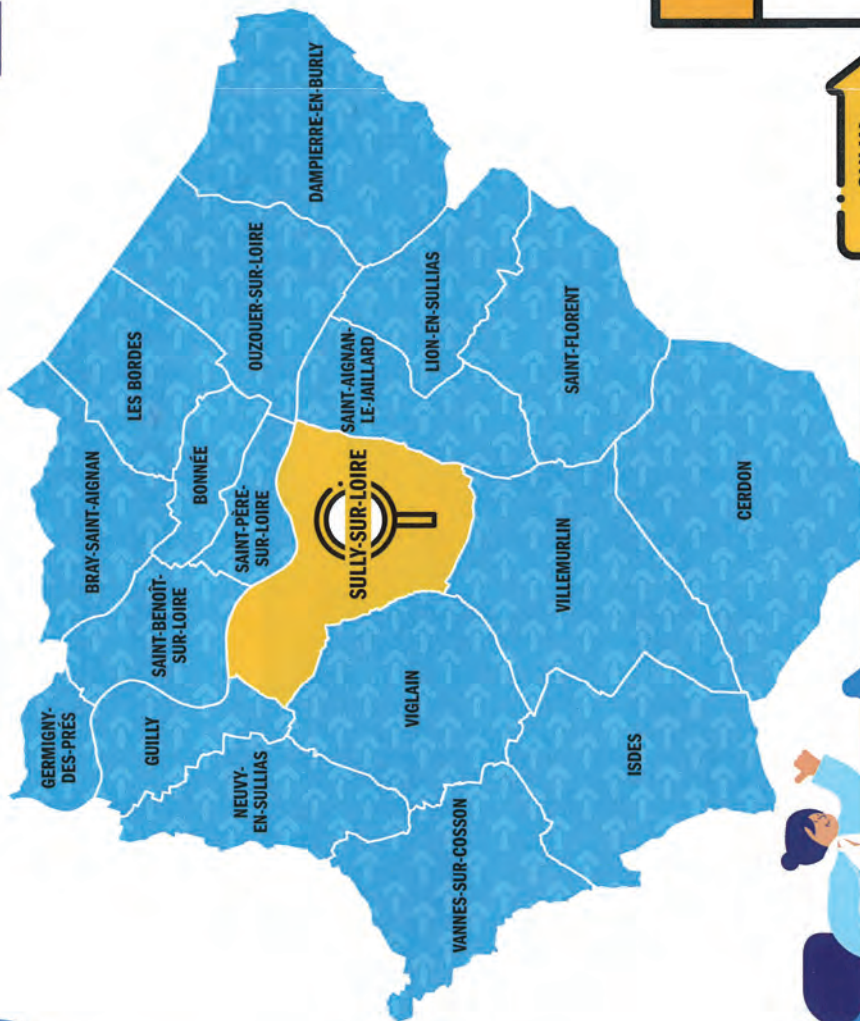 GERMIGNY-
DES-PRÉS
BRAY-SAINT-AIGNAN
LES BORDES
OUZOUER-SUR-LOIRE
DAMPIERRE-EN-BURLY
BONNÉE
SAINT-BENOÎT-
SUR-LOIRE
SAINT-PÈRE-
SUR-LOIRE
GUILLY
NEUVY-
EN-SULLIAS
SULLY-SUR-LOIRE
SAINT-AIGNAN-
LE-JAILLARD
LION-EN-SULLIAS
SAINT-FLORENT
VIGLAIN
VANNES-SUR-COSSON
VILLEMURLIN
ISDES
CERDON